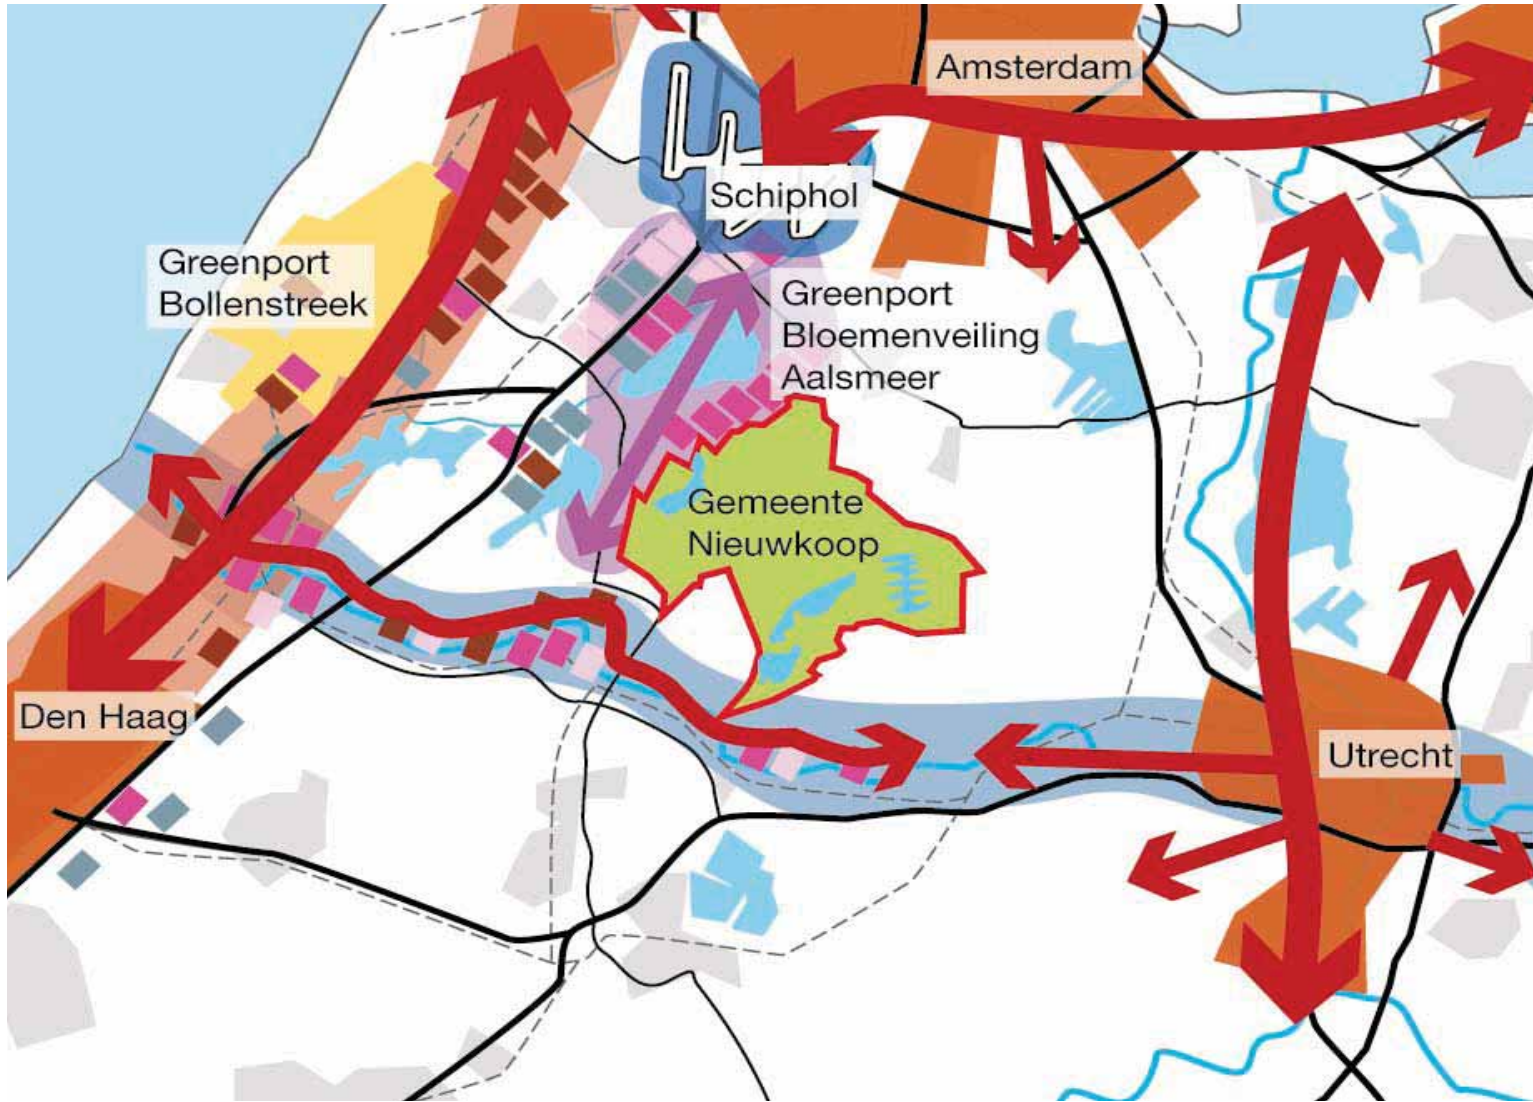 Amsterdam
Schiphol
Greenport
Bollenstreek
Greenport
Bloemenveiling
Aalsmeer
Gemeente
Nieuwkoop
Den Haag
Utrecht